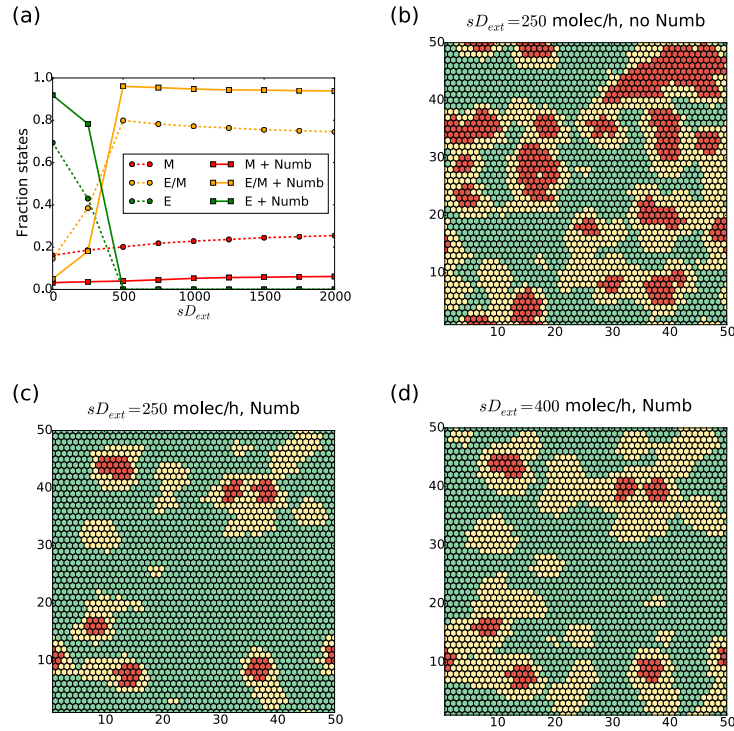 (a)
1.0
0.8
0.6
0.4
0.2
0.0
Fraction states
M
E/M
E
M + Numb
E/M + Numb
E + Numb
0
500
1000
1500
2000
sD_ext
(b)
sD_ext=250 molec/h, no Numb
50
40
30
20
10
10
20
30
40
50
(c)
sD_ext=250 molec/h, Numb
50
40
30
20
10
10
20
30
40
50
(d)
sD_ext=400 molec/h, Numb
50
40
30
20
10
10
20
30
40
50